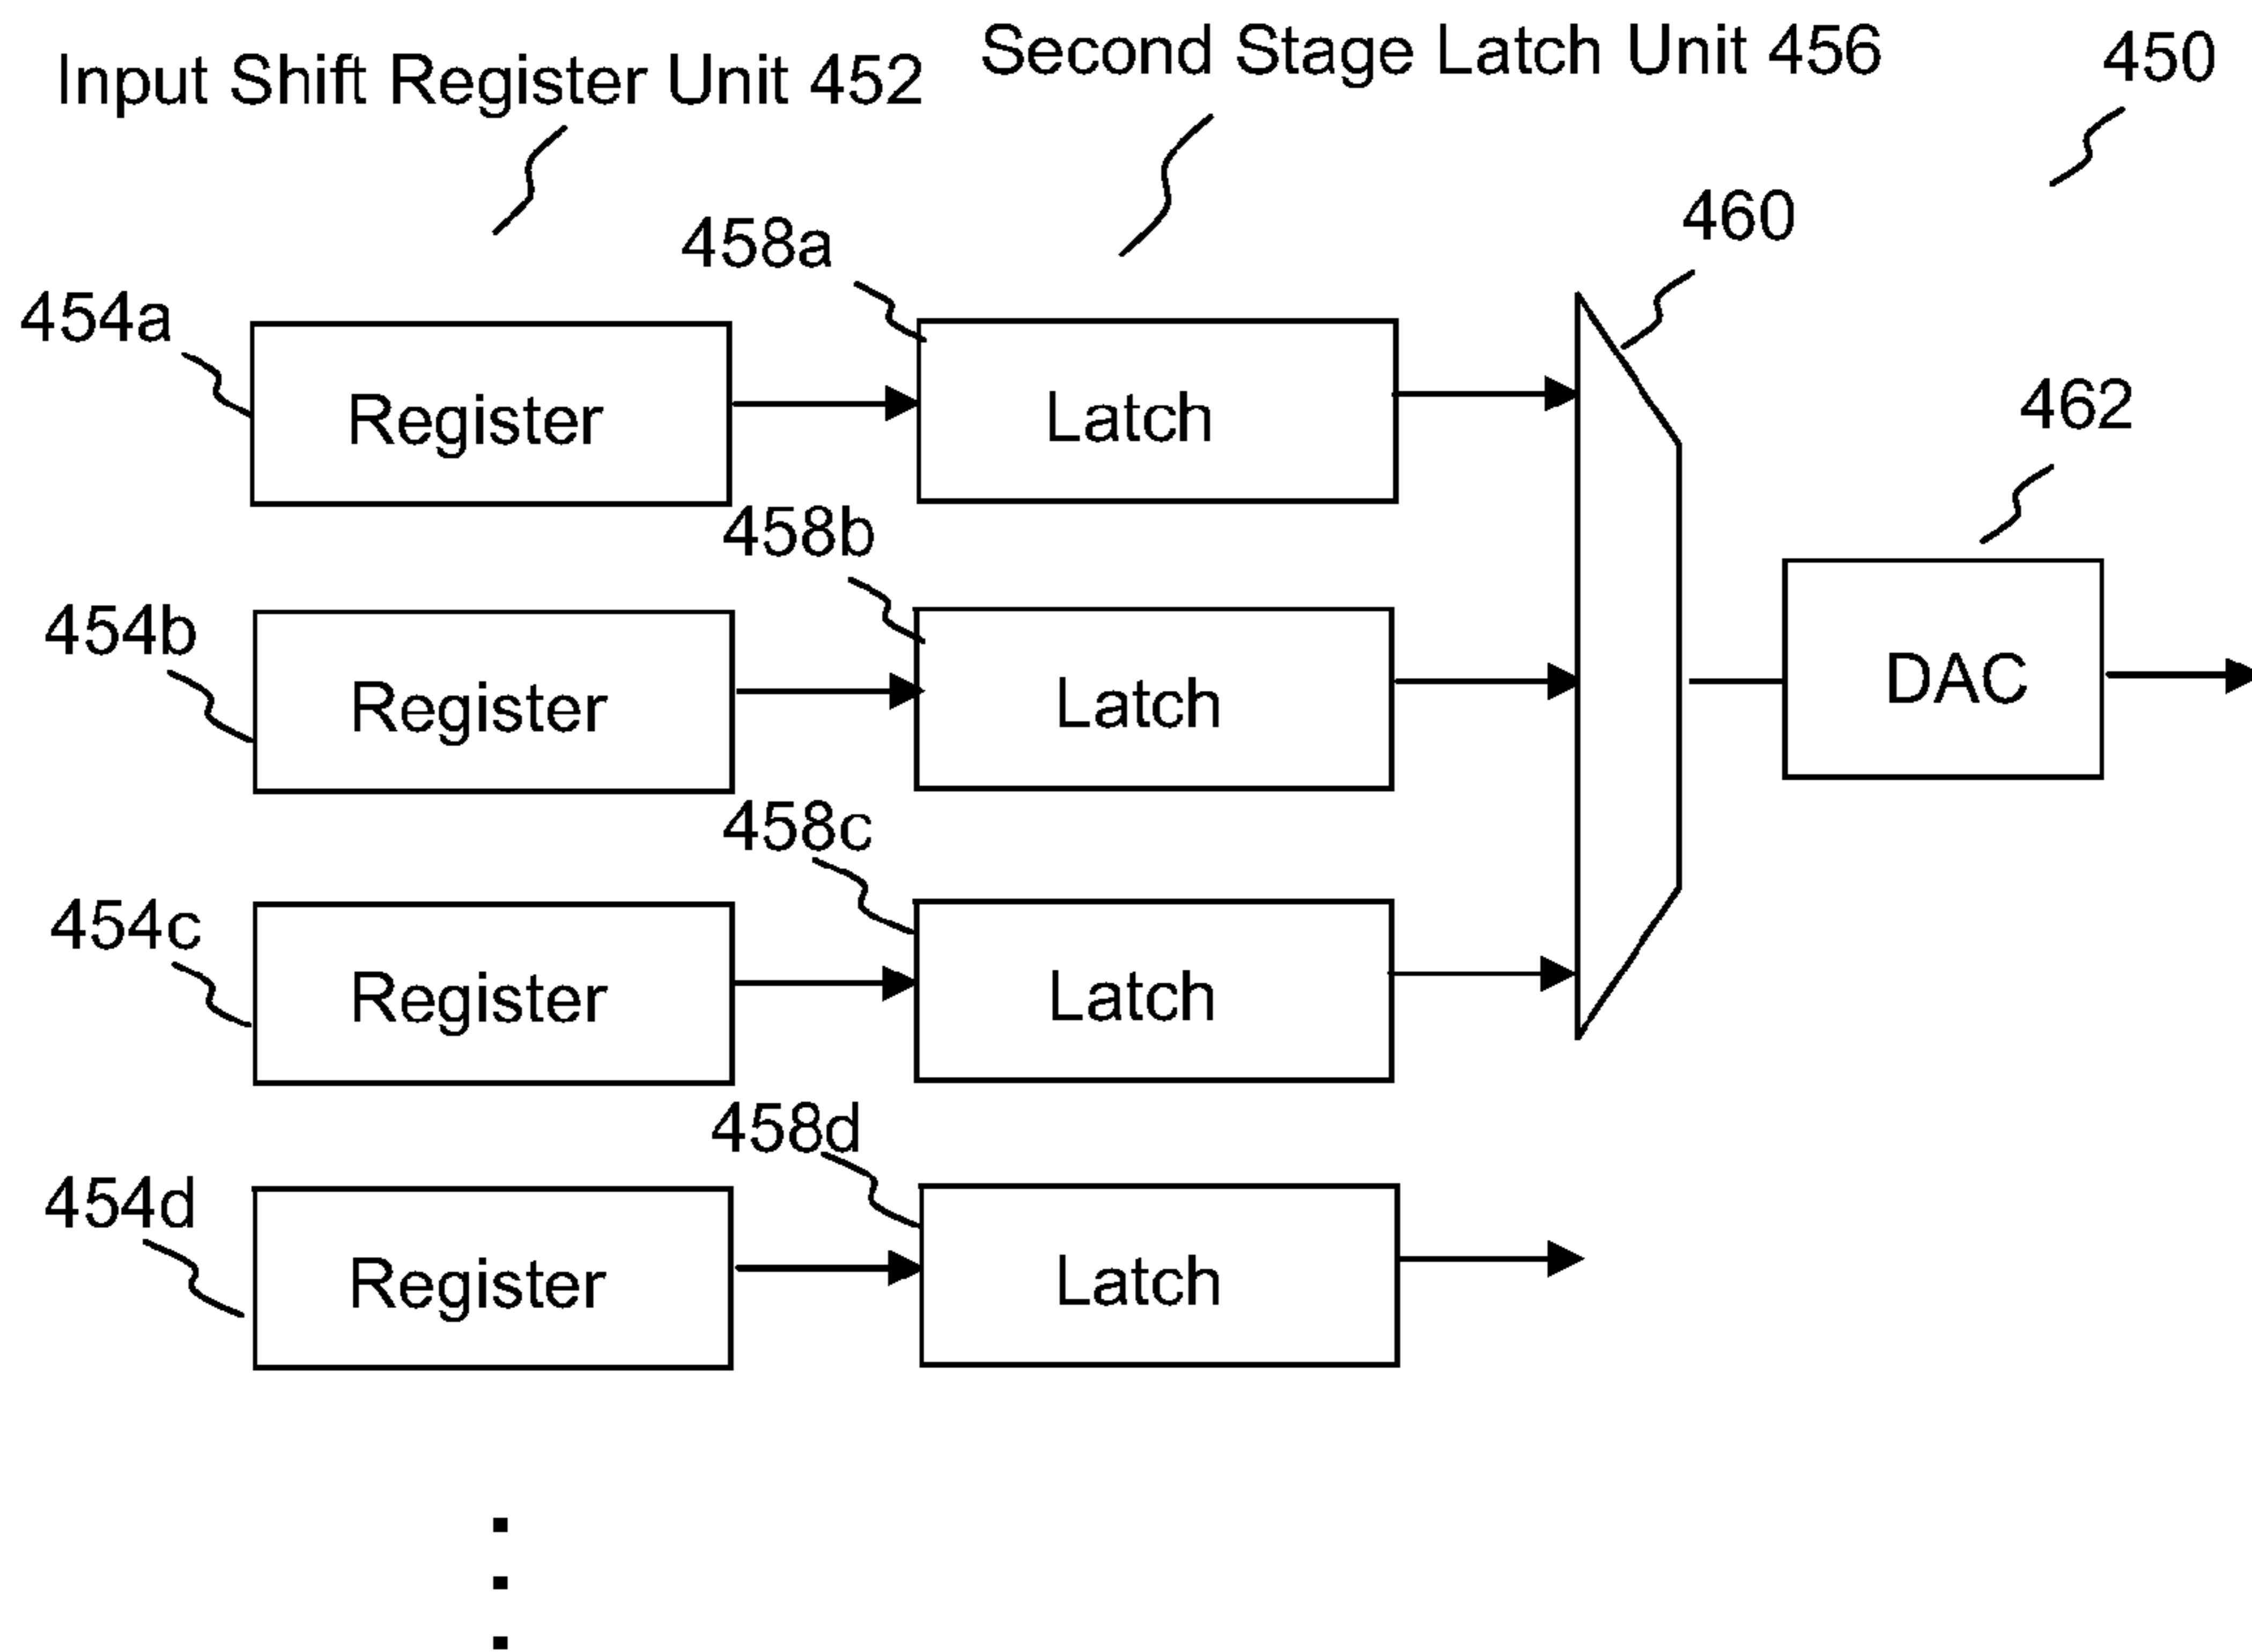 Input Shift Register Unit 452
Second Stage Latch Unit 456
450
460
458a
454a
Register
Latch
462
458b
454b
Register
Latch
DAC
458c
454c
Register
Latch
458d
454d
Register
Latch